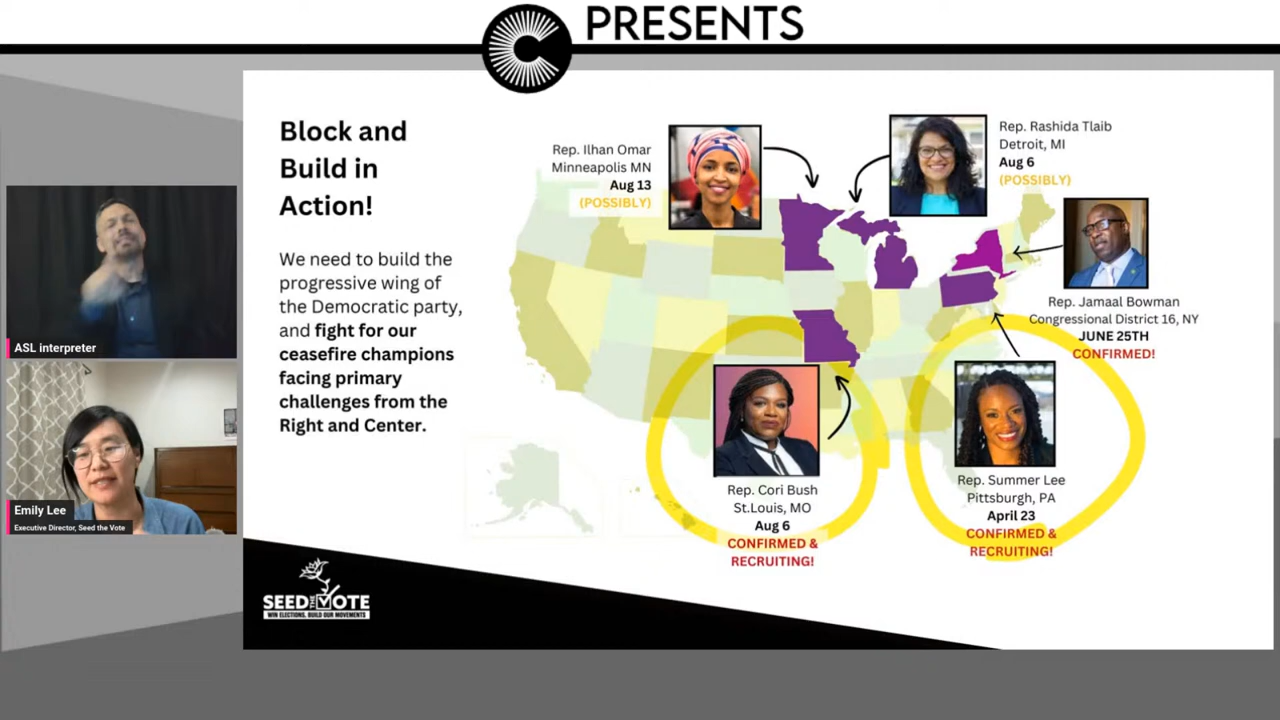 PRESENTS
Block and
Build in
Action!
We need to build the
progressive wing of
the Democratic party,
and fight for our
ceasefire champions
facing primary
challenges from the
Right and Center.
Rep. Ilhan Omar
Minneapolis MN
Aug 13
(POSSIBLY)
Rep. Rashida Tlaib
Detroit, MI
Aug 6
(POSSIBLY)
Rep. Jamaal Bowman
Congressional District 16, NY
JUNE 25TH
CONFIRMED!
Rep. Cori Bush
St.Louis, MO
Aug 6
CONFIRMED &
RECRUITING!
Rep. Summer Lee
Pittsburgh, PA
April 23
CONFIRMED &
RECRUITING!
ASL interpreter
Emily Lee
Executive Director, Seed the Vote
SEED THE VOTE
WIN ELECTIONS, BUILD OUR MOVEMENTS